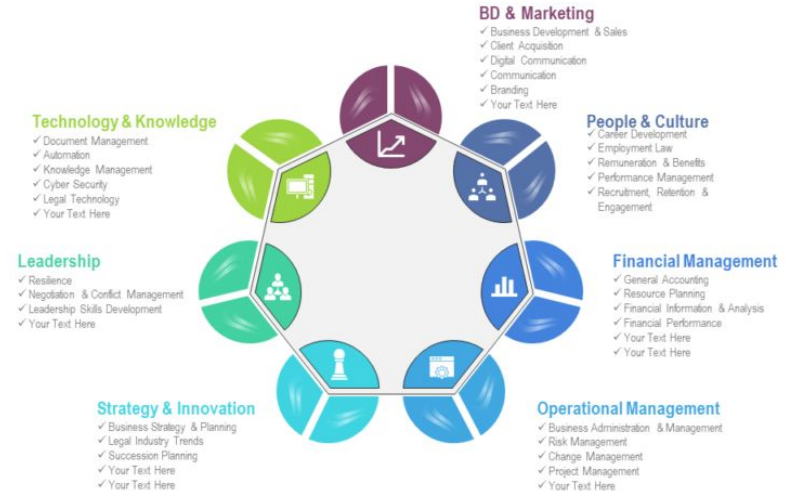 BD & Marketing
✓ Business Development & Sales
✓ Client Acquisition
✓ Digital Communication
✓ Communication
✓ Branding
✓ Your Text Here
Technology & Knowledge
✓ Document Management
✓ Automation
✓ Knowledge Management
✓ Cyber Security
✓ Legal Technology
✓ Your Text Here
People & Culture
✓ Career Development
✓ Employment Law
✓ Remuneration & Benefits
✓ Performance Management
✓ Recruitment, Retention &
Engagement
Leadership
✓ Resilience
✓ Negotiation & Conflict Management
✓ Leadership Skills Development
✓ Your Text Here
Financial Management
✓ General Accounting
✓ Resource Planning
✓ Financial Information & Analysis
✓ Financial Performance
✓ Your Text Here
✓ Your Text Here
Strategy & Innovation
✓ Business Strategy & Planning
✓ Legal Industry Trends
✓ Succession Planning
✓ Your Text Here
✓ Your Text Here
Operational Management
✓ Business Administration & Management
✓ Risk Management
✓ Change Management
✓ Project Management
✓ Your Text Here